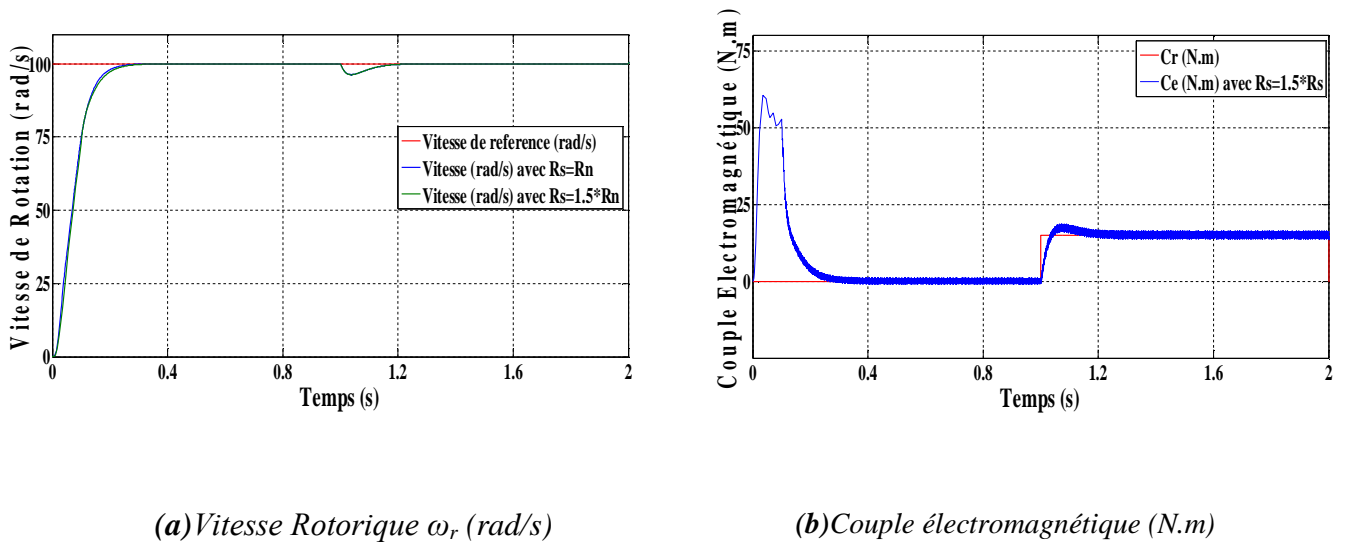 Vitesse de Rotation (rad/s)
100
75
50
25
0
Vitesse de reference (rad/s)
Vitesse (rad/s) avec Rs=Rn
Vitesse (rad/s) avec Rs=1.5*Rn
0 0.4 0.8 1.2 1.6 2
Temps (s)
Couple Electromagnétique (N.m)
75
50
25
0
Cr (N.m)
Ce (N.m) avec Rs=1.5*Rs
0 0.4 0.8 1.2 1.6 2
Temps (s)
(a)Vitesse Rotorique ωr (rad/s)
(b)Couple électromagnétique (N.m)